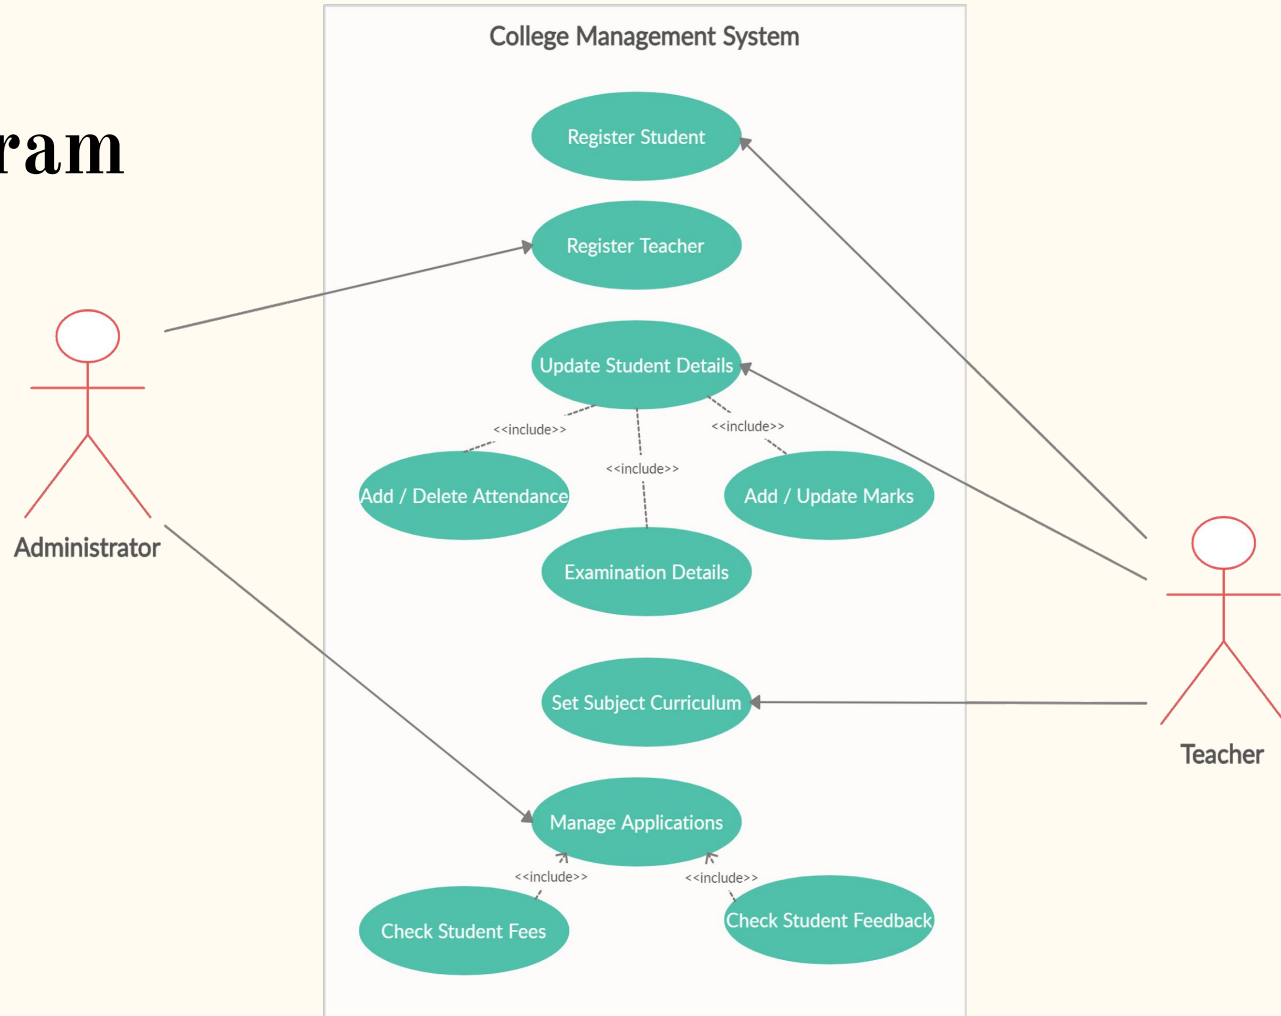 College Management System
ram
Register Student
Register Teacher
Update Student Details
<<include>>
<<include>>
<<include>>
Add / Delete Attendance
Add / Update Marks
Examination Details
Administrator
Set Subject Curriculum
Teacher
Manage Applications
<<include>>
<<include>>
Check Student Fees
Check Student Feedback